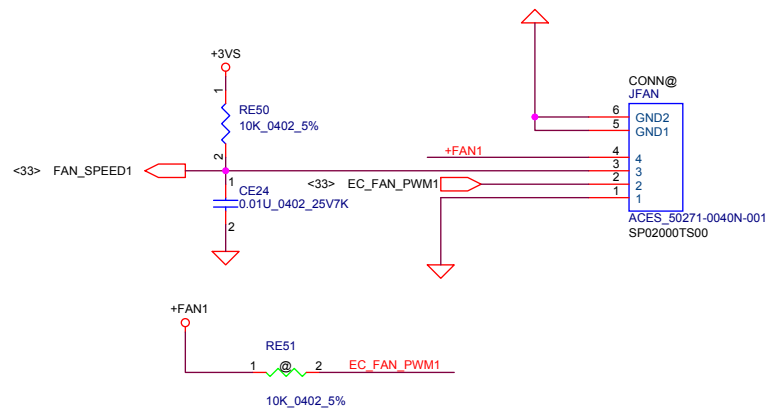 +3VS
1
RE50
10K_0402_5%
2
<33> FAN_SPEED1
1
CE24
0.01U_0402_25V7K
2
<33> EC_FAN_PWM1
+FAN1
CONN@
JFAN
6 GND2
5 GND1
4 4
3 3
2 2
1 1
ACES_50271-0040N-001
SP02000TS00
+FAN1
RE51
1 @ 2 EC_FAN_PWM1
10K_0402_5%